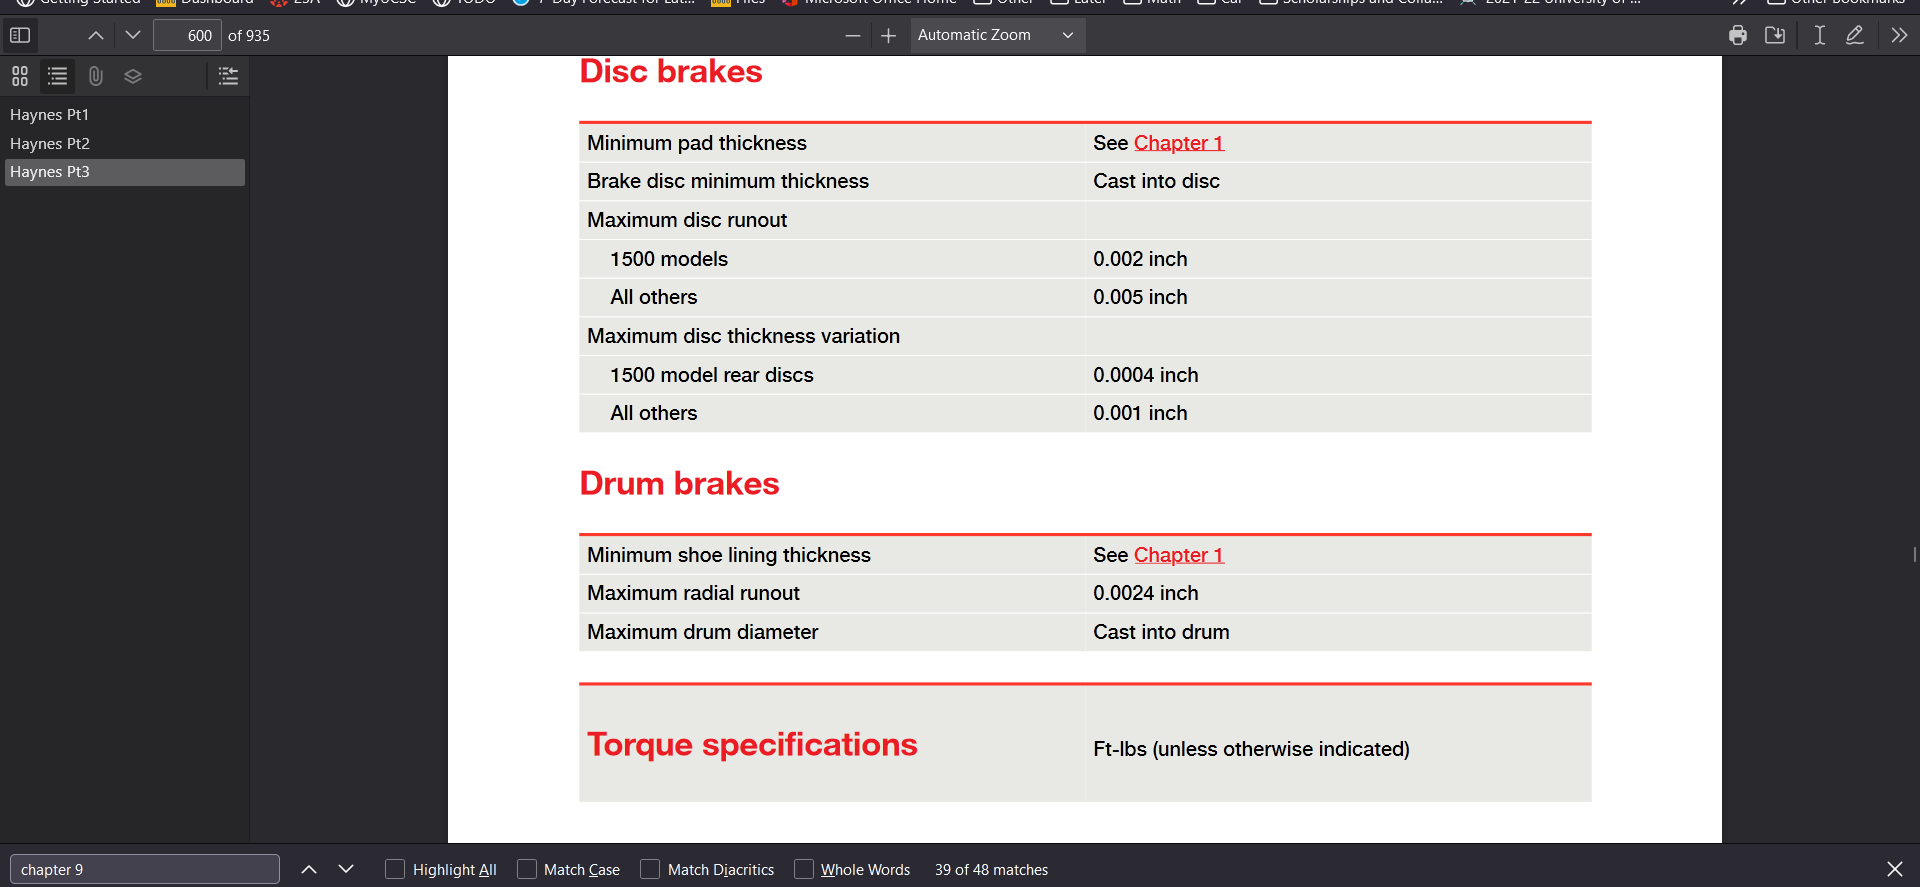 Getting Started Dashboard ZSA MyUCSC TODO 7 Day Forecast for Lat... Files Microsoft Office Home Other Later Math Car Scholarships and Colla... 2021-22 University of ... Other Bookmarks
600 of 935 Automatic Zoom
Haynes Pt1
Haynes Pt2
Haynes Pt3
Disc brakes
Minimum pad thickness See Chapter 1
Brake disc minimum thickness Cast into disc
Maximum disc runout
1500 models 0.002 inch
All others 0.005 inch
Maximum disc thickness variation
1500 model rear discs 0.0004 inch
All others 0.001 inch
Drum brakes
Minimum shoe lining thickness See Chapter 1
Maximum radial runout 0.0024 inch
Maximum drum diameter Cast into drum
Torque specifications Ft-lbs (unless otherwise indicated)
chapter 9 Highlight All Match Case Match Diacritics Whole Words 39 of 48 matches